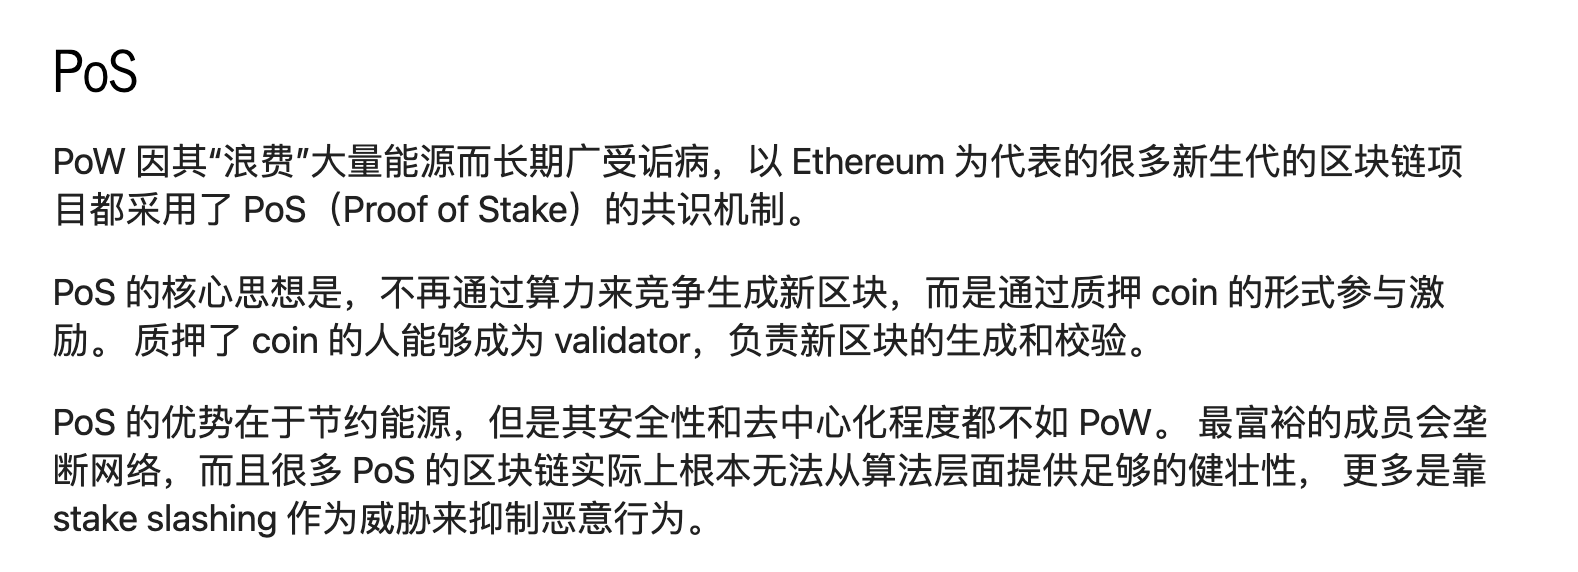 PoS
PoW 因其“浪费”大量能源而长期广受诟病，以 Ethereum 为代表的很多新生代的区块链项
目都采用了 PoS（Proof of Stake）的共识机制。
PoS 的核心思想是，不再通过算力来竞争生成新区块，而是通过质押 coin 的形式参与激
励。 质押了 coin 的人能够成为 validator，负责新区块的生成和校验。
PoS 的优势在于节约能源，但是其安全性和去中心化程度都不如 PoW。 最富裕的成员会垄
断网络，而且很多 PoS 的区块链实际上根本无法从算法层面提供足够的健壮性， 更多是靠
stake slashing 作为威胁来抑制恶意行为。